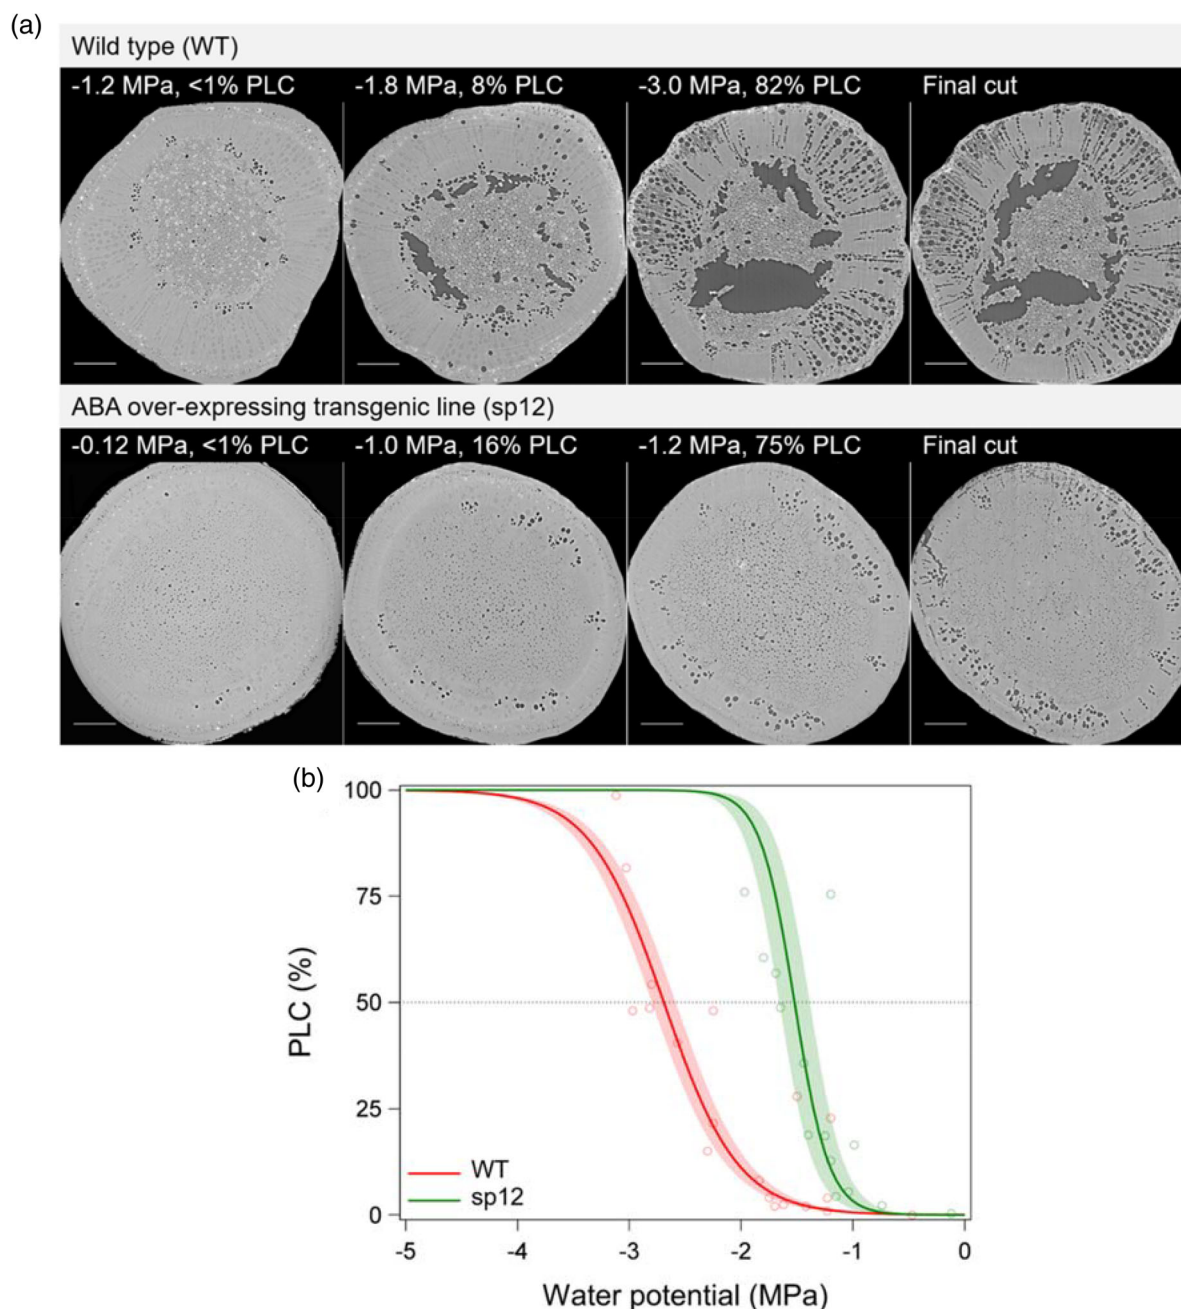 (a)
Wild type (WT)
-1.2 MPa, <1% PLC
-1.8 MPa, 8% PLC
-3.0 MPa, 82% PLC
Final cut
ABA over-expressing transgenic line (sp12)
-0.12 MPa, <1% PLC
-1.0 MPa, 16% PLC
-1.2 MPa, 75% PLC
Final cut
(b)
100
75
50
25
0
PLC (%)
WT
sp12
-5 -4 -3 -2 -1 0
Water potential (MPa)